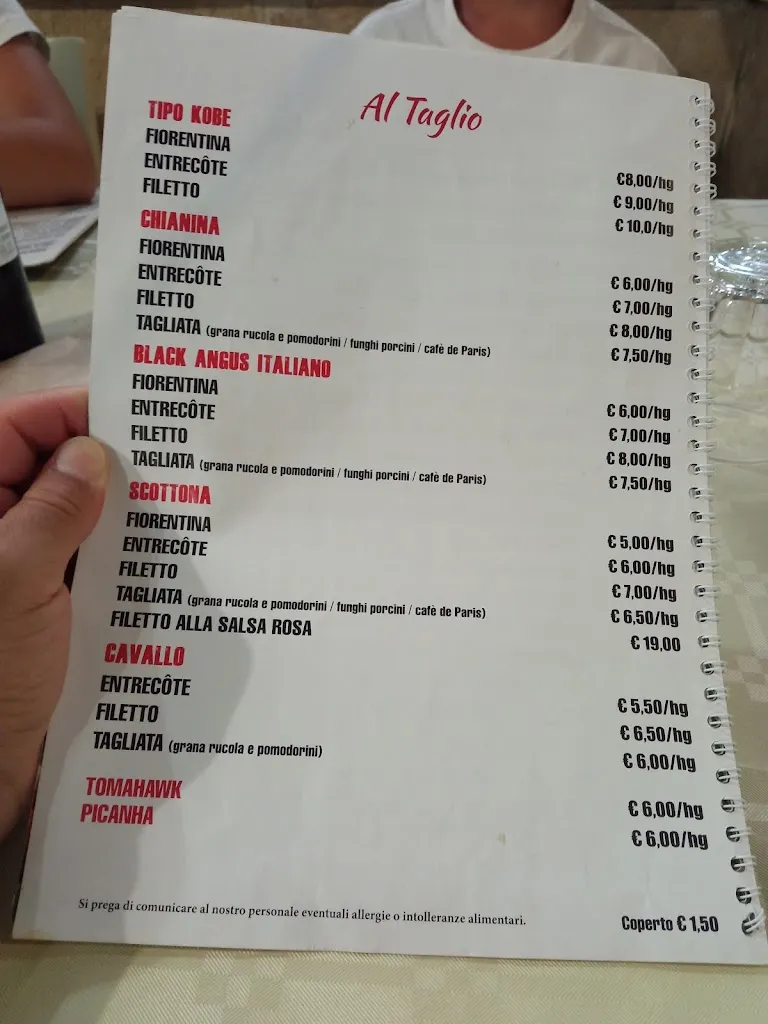 Al Taglio
TIPO KOBE
FIORENTINA €8,00/hg
ENTRECÔTE € 9,00/hg
FILETTO € 10,0/hg
CHIANINA
FIORENTINA € 6,00/hg
ENTRECÔTE € 7,00/hg
FILETTO € 8,00/hg
TAGLIATA (grana rucola e pomodorini / funghi porcini / cafè de Paris) € 7,50/hg
BLACK ANGUS ITALIANO
FIORENTINA € 6,00/hg
ENTRECÔTE € 7,00/hg
FILETTO € 8,00/hg
TAGLIATA (grana rucola e pomodorini / funghi porcini / cafè de Paris) € 7,50/hg
SCOTTONA
FIORENTINA € 5,00/hg
ENTRECÔTE € 6,00/hg
FILETTO € 7,00/hg
TAGLIATA (grana rucola e pomodorini / funghi porcini / cafè de Paris) € 6,50/hg
FILETTO ALLA SALSA ROSA € 19,00
CAVALLO
ENTRECÔTE € 5,50/hg
FILETTO € 6,50/hg
TAGLIATA (grana rucola e pomodorini) € 6,00/hg
TOMAHAWK € 6,00/hg
PICANHA € 6,00/hg
Si prega di comunicare al nostro personale eventuali allergie o intolleranze alimentari.
Coperto € 1,50